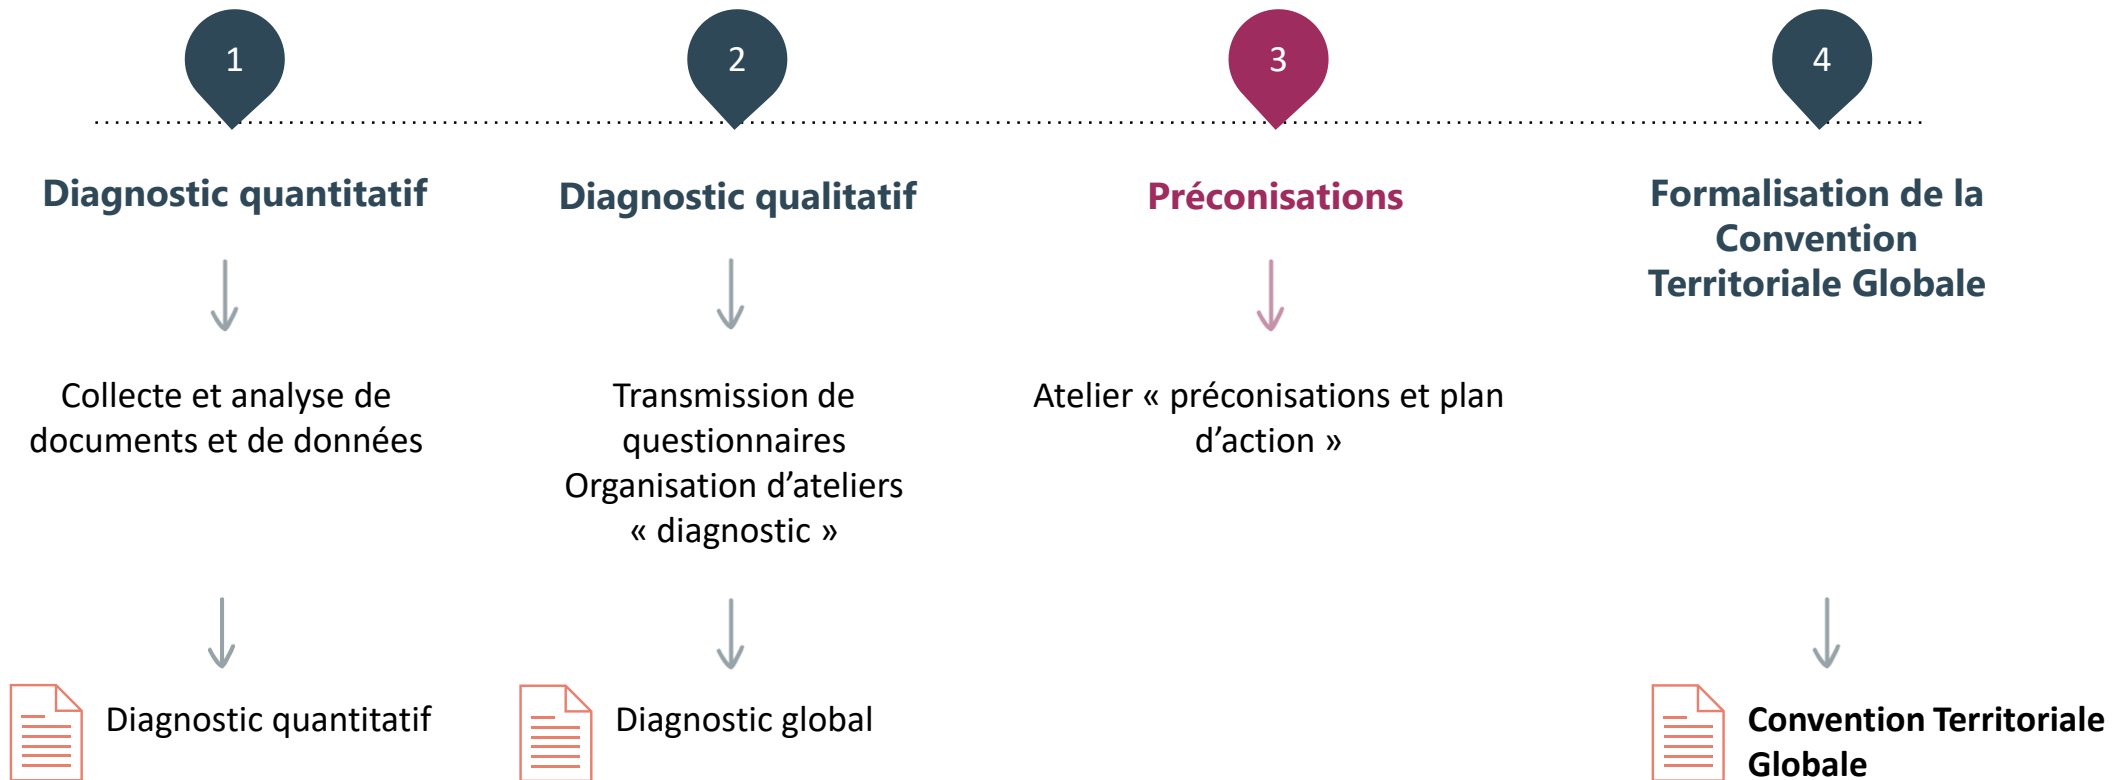 1
Diagnostic quantitatif
Collecte et analyse de
documents et de données
Diagnostic quantitatif
2
Diagnostic qualitatif
Transmission de
questionnaires
Organisation d’ateliers
« diagnostic »
Diagnostic global
3
Préconisations
Atelier « préconisations et plan
d’action »
4
Formalisation de la
Convention
Territoriale Globale
Convention Territoriale
Globale